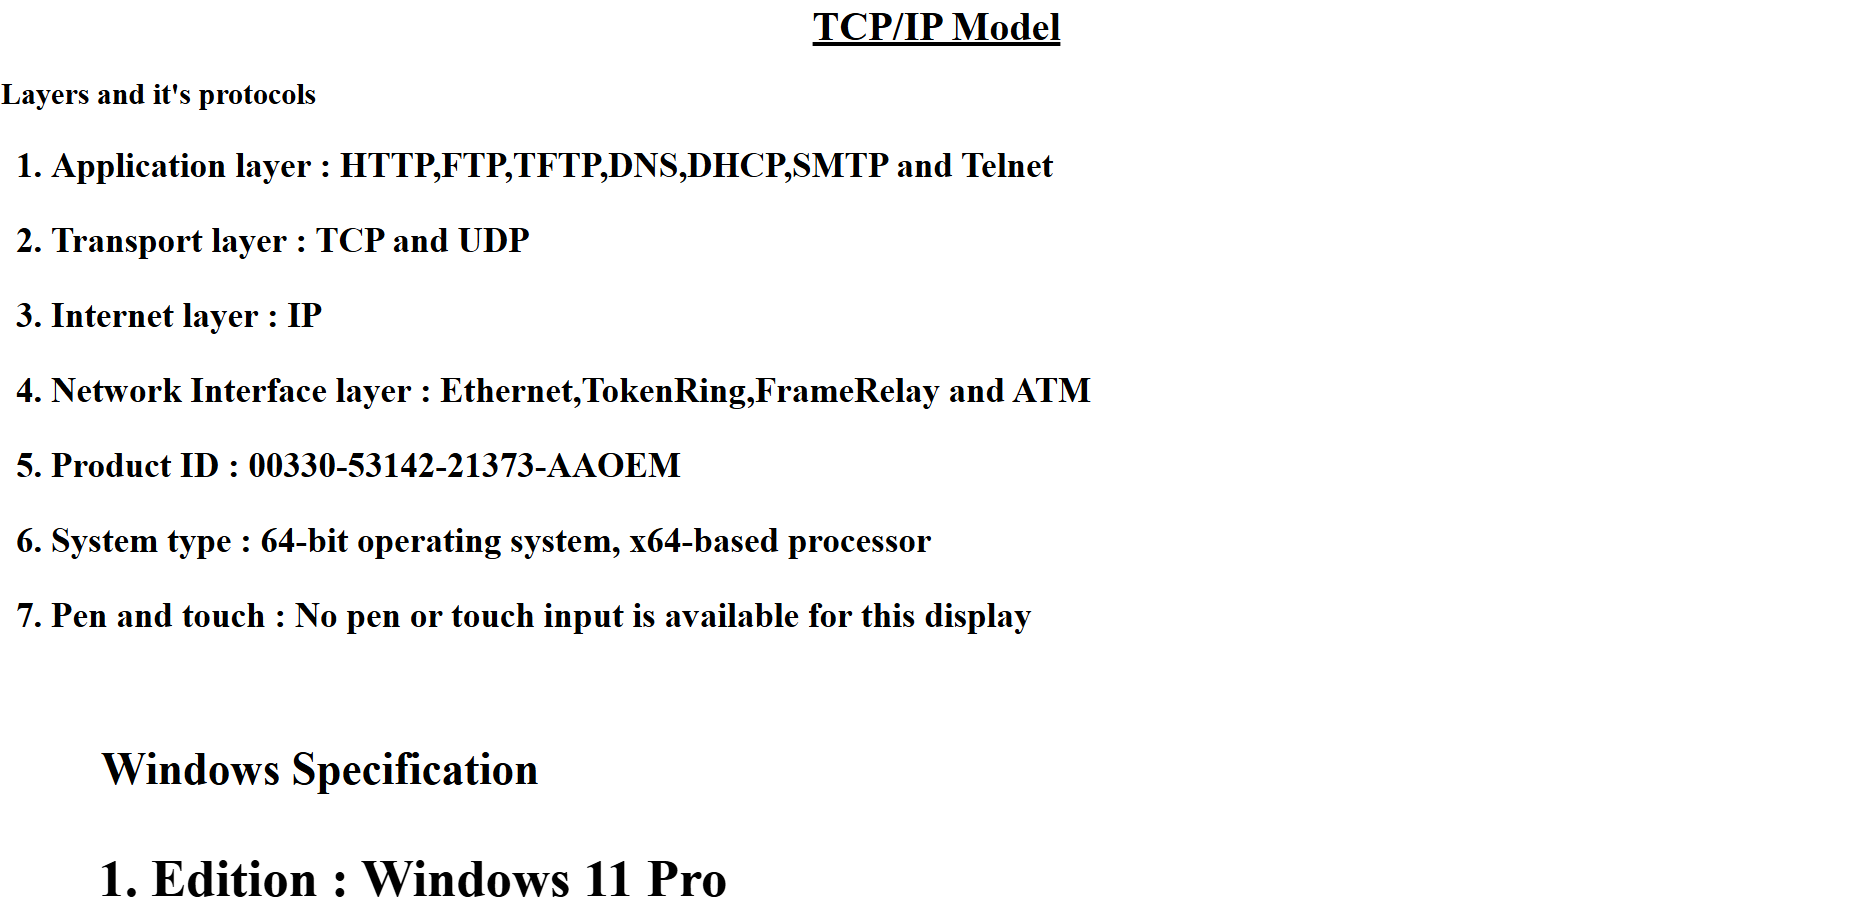 TCP/IP Model
Layers and it's protocols
1. Application layer : HTTP,FTP,TFTP,DNS,DHCP,SMTP and Telnet
2. Transport layer : TCP and UDP
3. Internet layer : IP
4. Network Interface layer : Ethernet,TokenRing,FrameRelay and ATM
5. Product ID : 00330-53142-21373-AAOEM
6. System type : 64-bit operating system, x64-based processor
7. Pen and touch : No pen or touch input is available for this display
Windows Specification
1. Edition : Windows 11 Pro